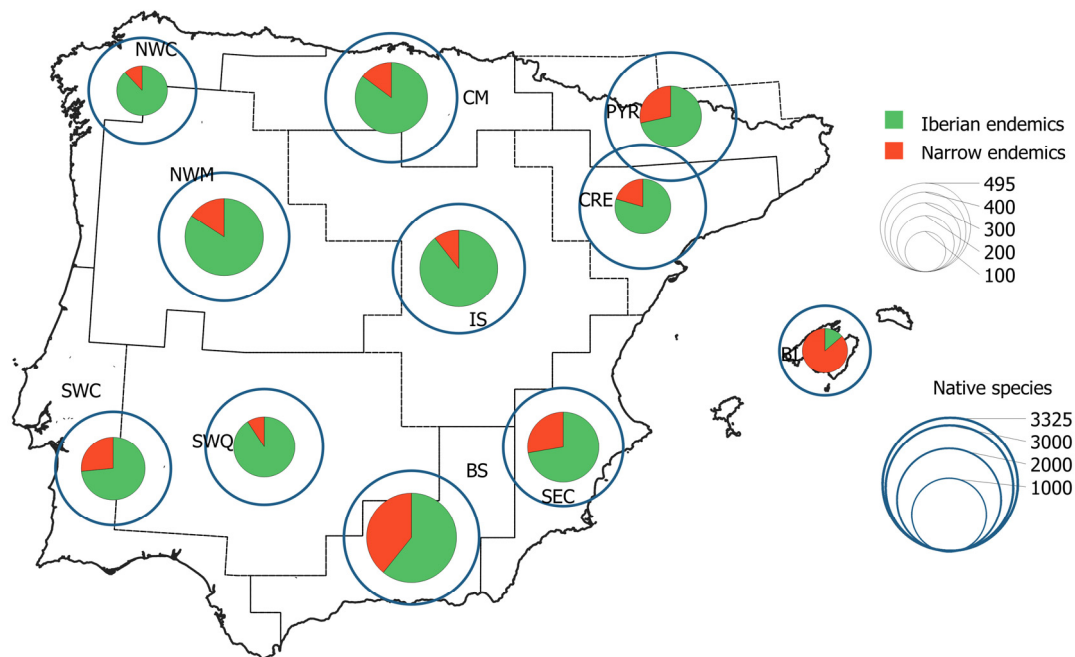 NWC
CM
PYR
NWM
CRE
IS
BI
SWC
SWQ
BS
SEC
Iberian endemics
Narrow endemics
495
400
300
200
100
Native species
3325
3000
2000
1000